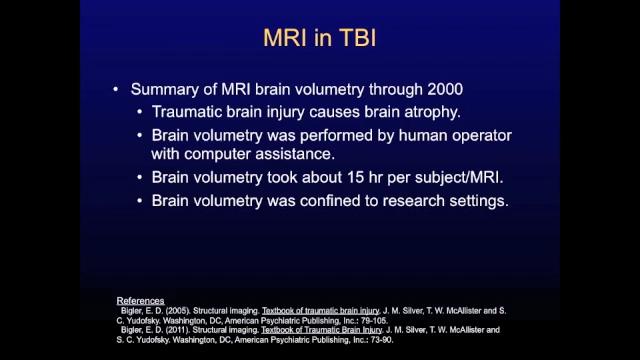 MRI in TBI
• Summary of MRI brain volumetry through 2000
• Traumatic brain injury causes brain atrophy.
• Brain volumetry was performed by human operator
with computer assistance.
• Brain volumetry took about 15 hr per subject/MRI.
• Brain volumetry was confined to research settings.
References
Bigler, E. D. (2005). Structural imaging. Textbook of traumatic brain injury. J. M. Silver, T. W. McAllister and S.
C. Yudofsky. Washington, DC, American Psychiatric Publishing, Inc.: 79-105.
Bigler, E. D. (2011). Structural Imaging. Textbook of Traumatic Brain Injury. J. M. Silver, T. W. McAllister and
S. C. Yudofsky. Washington, DC, American Psychiatric Publishing, Inc.: 73-90.